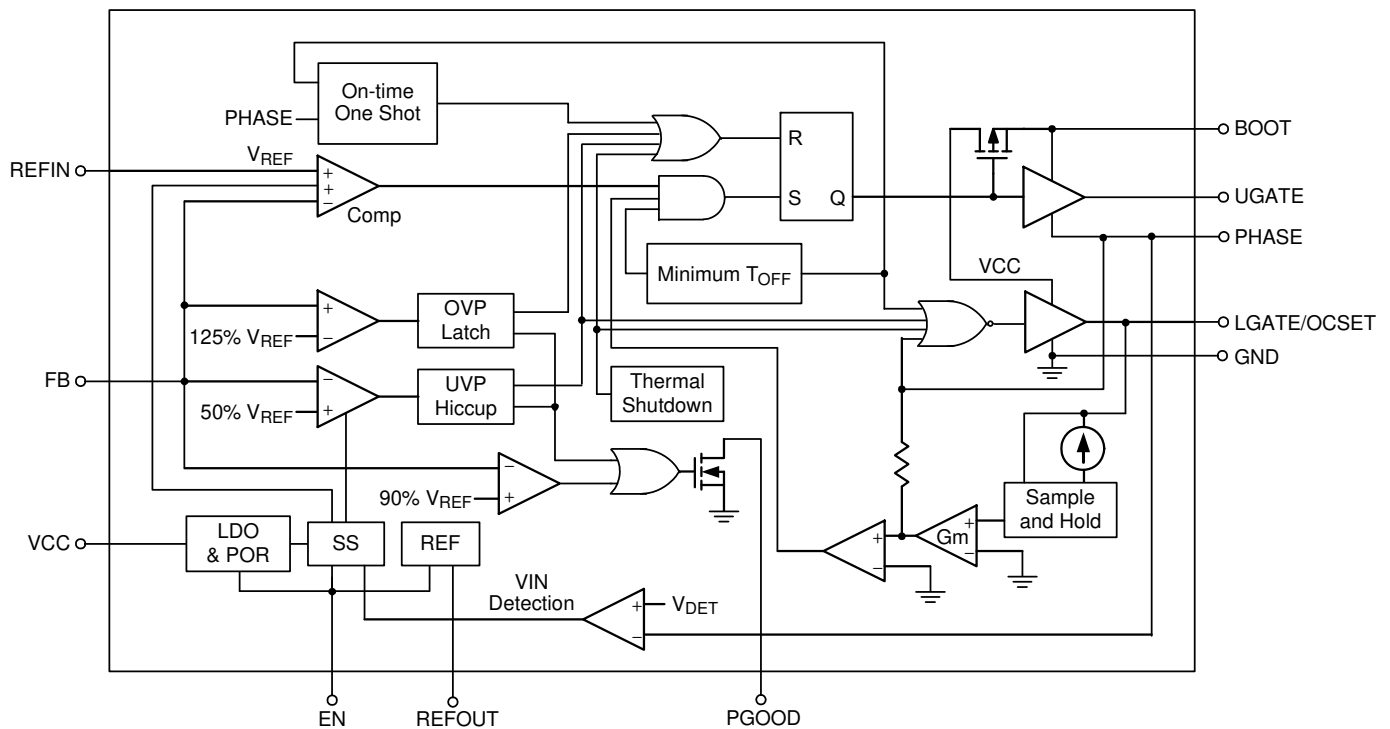 On-time
One Shot
PHASE
REFIN
VREF
+
+
−
Comp
R
S
Q
BOOT
UGATE
PHASE
Minimum TOFF
VCC
+
−
125% VREF
OVP
Latch
LGATE/OCSET
GND
FB
−
+
50% VREF
UVP
Hiccup
Thermal
Shutdown
−
+
90% VREF
Sample
and Hold
+
−
Gm
+
−
VCC
LDO
& POR
SS
REF
VIN
Detection
+
−
VDET
EN
REFOUT
PGOOD